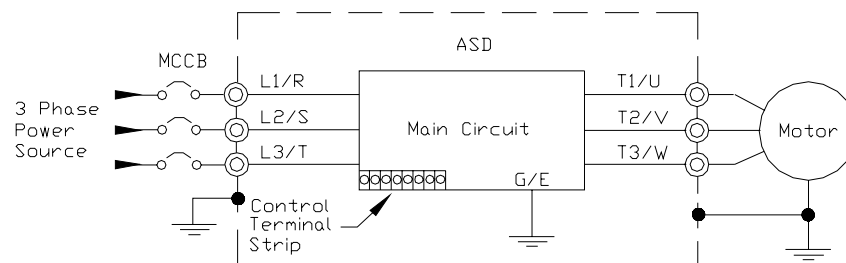 ASD
MCCB
L1/R
T1/U
3 Phase
Power
Source
L2/S
Main Circuit
T2/V
Motor
L3/T
T3/W
G/E
Control
Terminal
Strip